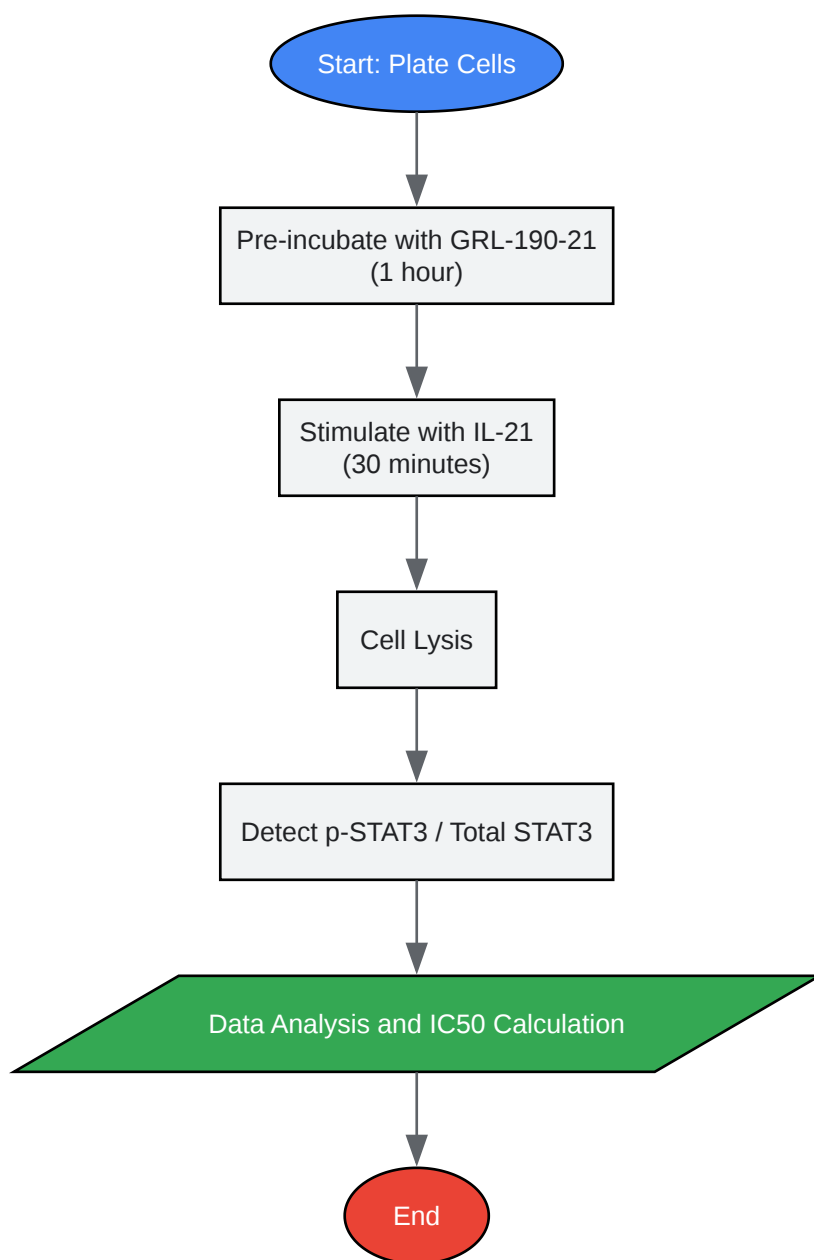 Start: Plate Cells
Pre-incubate with GRL-190-21
(1 hour)
Stimulate with IL-21
(30 minutes)
Cell Lysis
Detect p-STAT3 / Total STAT3
Data Analysis and IC50 Calculation
End